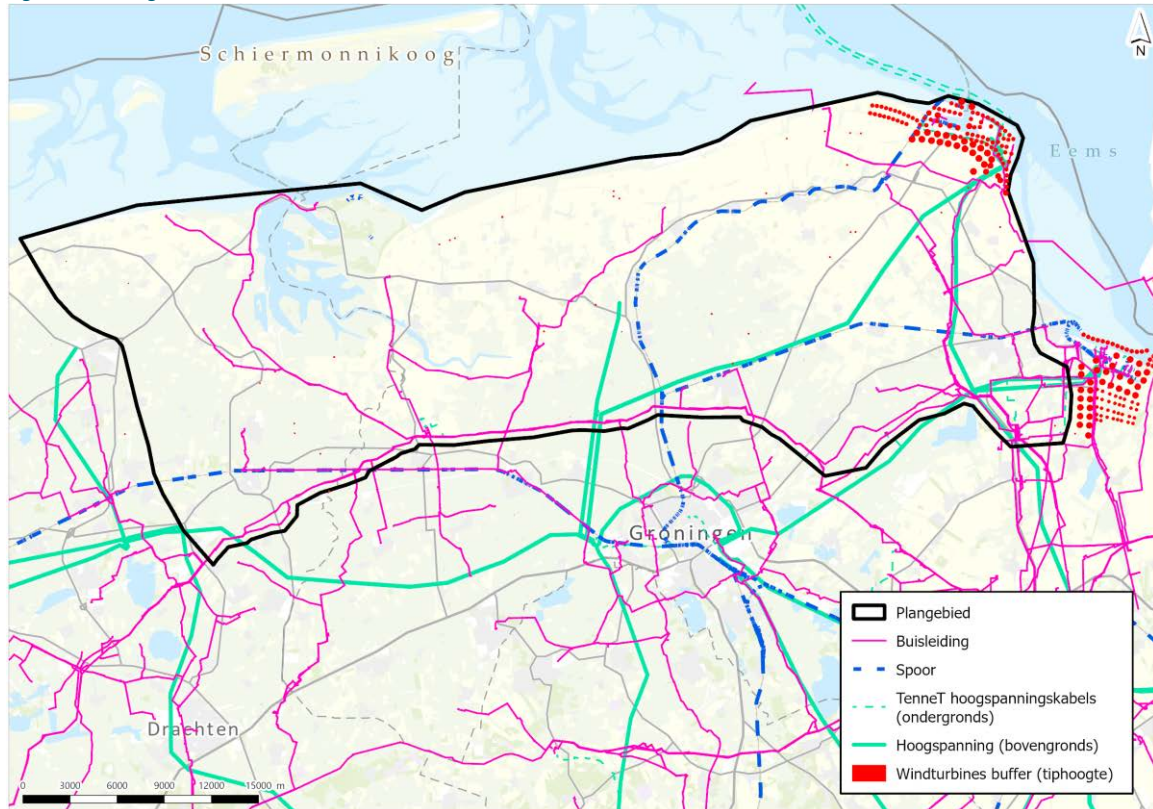 Schiermonnikoog
N
Eems
Groningen
Drachten
Plangebied
Buisleiding
Spoor
TenneT hoogspanningskabels
(ondergronds)
Hoogspanning (bovengronds)
Windturbines buffer (tiphoogte)
0 3000 6000 9000 12000 15000 m